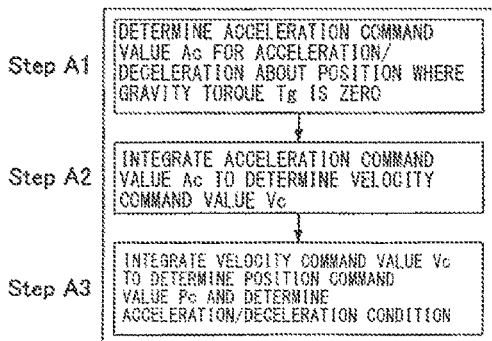 Step A1
DETERMINE ACCELERATION COMMAND
VALUE Ac FOR ACCELERATION/
DECELERATION ABOUT POSITION WHERE
GRAVITY TORQUE Tg IS ZERO
Step A2
INTEGRATE ACCELERATION COMMAND
VALUE Ac TO DETERMINE VELOCITY
COMMAND VALUE Vc
Step A3
INTEGRATE VELOCITY COMMAND VALUE Vc
TO DETERMINE POSITION COMMAND
VALUE Pc AND DETERMINE
ACCELERATION/DECELERATION CONDITION